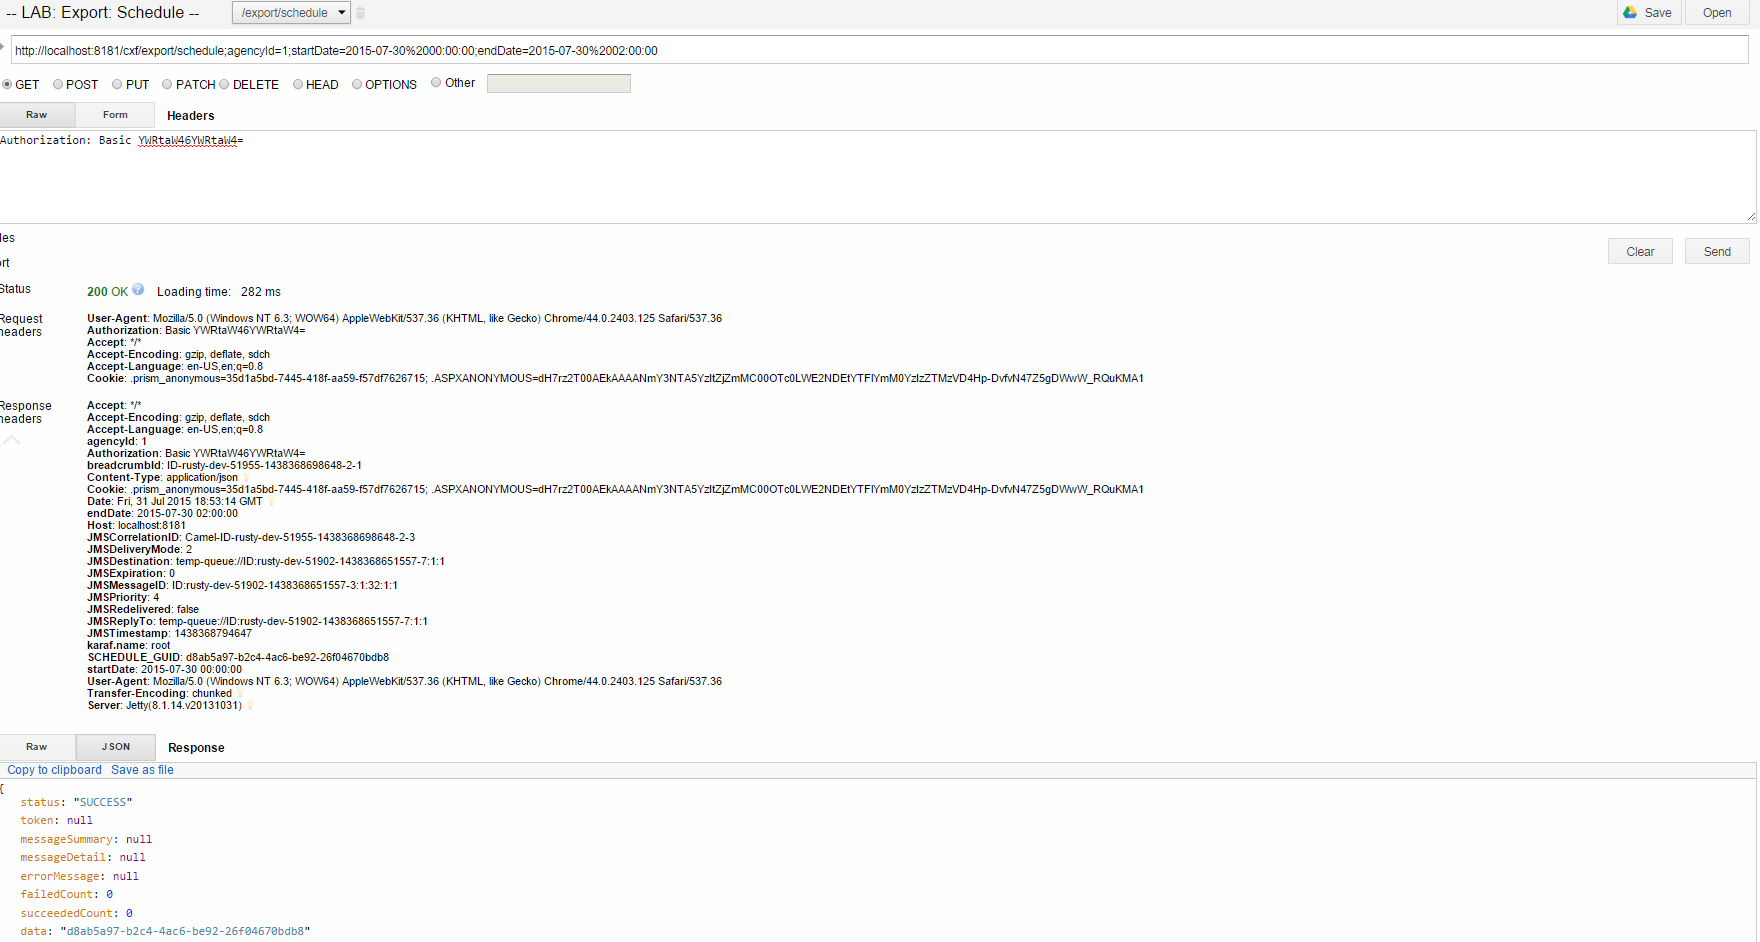 -- LAB: Export: Schedule --
/export/schedule
Save
Open
http://localhost:8181/cxf/export/schedule;agencyId=1;startDate=2015-07-30%2000:00:00;endDate=2015-07-30%2002:00:00
GET POST PUT PATCH DELETE HEAD OPTIONS Other
Raw Form Headers
Authorization: Basic YWRtaW46YWRtaW4=
les
ort
Clear Send
Status 200 OK Loading time: 282 ms
Request headers
User-Agent: Mozilla/5.0 (Windows NT 6.3; WOW64) AppleWebKit/537.36 (KHTML, like Gecko) Chrome/44.0.2403.125 Safari/537.36
Authorization: Basic YWRtaW46YWRtaW4=
Accept: */*
Accept-Encoding: gzip, deflate, sdch
Accept-Language: en-US,en;q=0.8
Cookie: .prism_anonymous=35d1a5bd-7445-418f-aa59-f57df7626715;
Response headers
Accept: */*
Accept-Encoding: gzip, deflate, sdch
Accept-Language: en-US,en;q=0.8
agencyId: 1
Authorization: Basic YWRtaW46YWRtaW4=
breadcrumbId: ID-rusty-dev-51955-1438368698648-2-1
Content-Type: application/json
Cookie: .prism_anonymous=35d1a5bd-7445-418f-aa59-f57df7626715;
Date: Fri, 31 Jul 2015 18:53:14 GMT
endDate: 2015-07-30 02:00:00
Host: localhost:8181
JMSCorrelationID: Camel-ID-rusty-dev-51955-1438368698648-2-3
JMSDeliveryMode: 2
JMSDestination: temp-queue://ID:rusty-dev-51902-1438368651557-7:1:1
JMSExpiration: 0
JMSMessageID: ID:rusty-dev-51902-1438368651557-3:1:32:1:1
JMSPriority: 4
JMSRedelivered: false
JMSReplyTo: temp-queue://ID:rusty-dev-51902-1438368651557-7:1:1
JMSTimestamp: 1438368794647
karaf.name: root
SCHEDULE_GUID: d8ab5a97-b2c4-4ac6-be92-26f04670bdb8
startDate: 2015-07-30 00:00:00
User-Agent: Mozilla/5.0 (Windows NT 6.3; WOW64) AppleWebKit/537.36 (KHTML, like Gecko) Chrome/44.0.2403.125 Safari/537.36
Transfer-Encoding: chunked
Server: Jetty(8.1.14.v20131031)
Raw JSON Response
Copy to clipboard Save as file
{
status: "SUCCESS"
token: null
messageSummary: null
messageDetail: null
errorMessage: null
failedCount: 0
succeededCount: 0
data: "d8ab5a97-b2c4-4ac6-be92-26f04670bdb8"